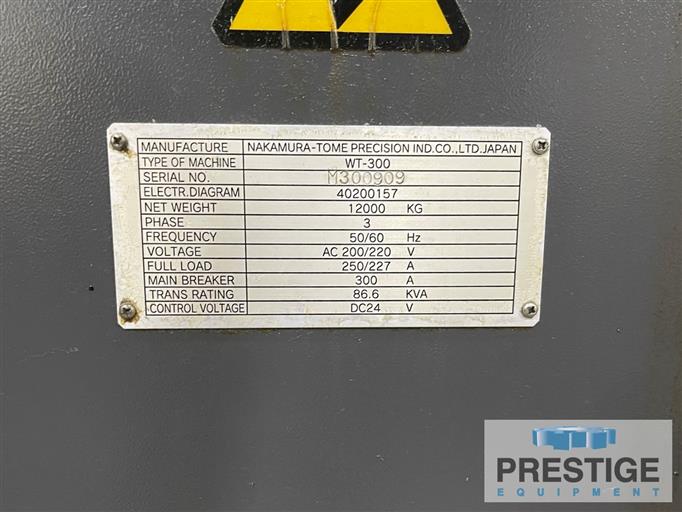 MANUFACTURE NAKAMURA-TOME PRECISION IND.CO.,LTD.JAPAN
TYPE OF MACHINE WT-300
SERIAL NO. M300909
ELECTR.DIAGRAM 40200157
NET WEIGHT 12000 KG
PHASE 3
FREQUENCY 50/60 Hz
VOLTAGE AC 200/220 V
FULL LOAD 250/227 A
MAIN BREAKER 300 A
TRANS RATING 86.6 KVA
CONTROL VOLTAGE DC24 V
PRESTIGE
EQUIPMENT